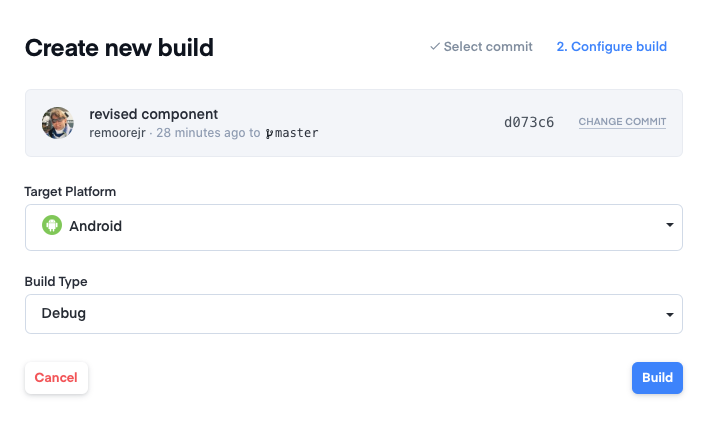 Create new build
Select commit
2. Configure build
revised component
remoorejr · 28 minutes ago to master
d073c6
CHANGE COMMIT
Target Platform
Android
Build Type
Debug
Cancel
Build